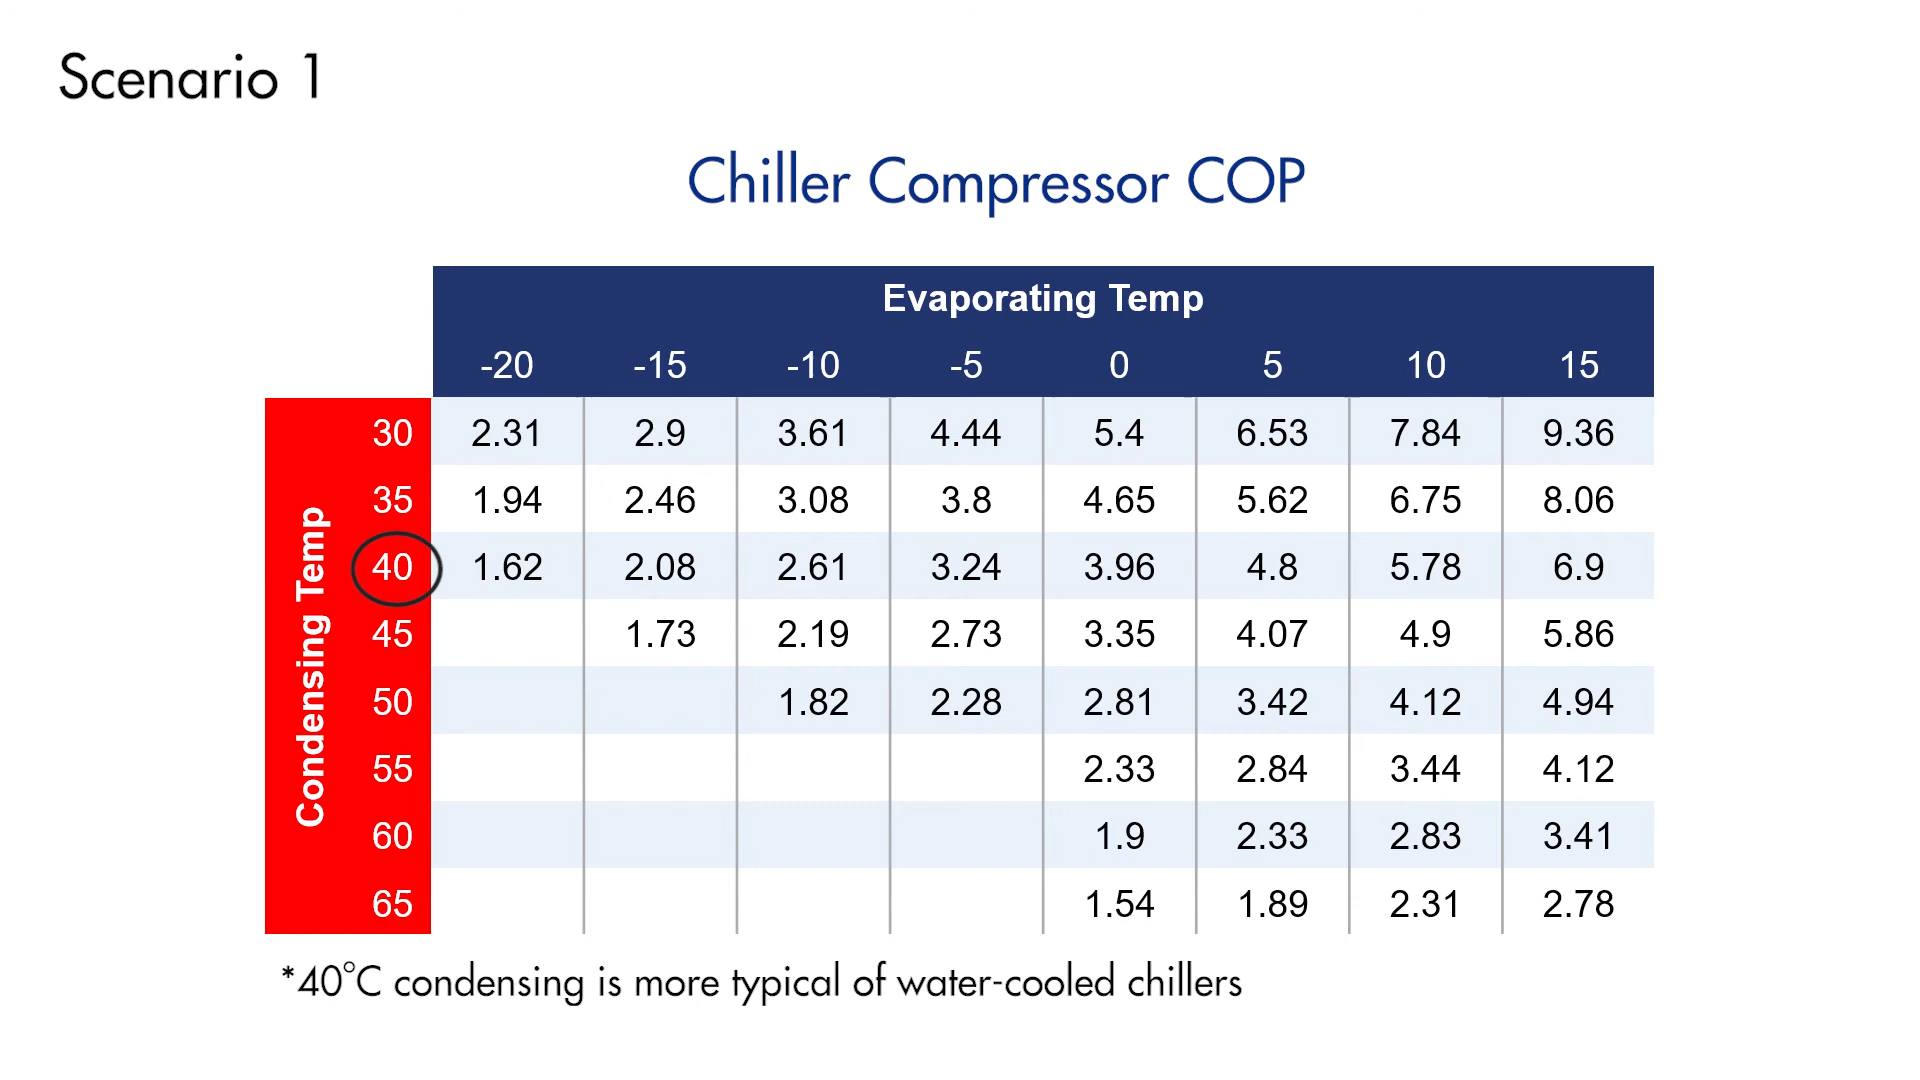 Scenario 1
Chiller Compressor COP
Evaporating Temp
-20 -15 -10 -5 0 5 10 15
Condensing Temp
30 2.31 2.9 3.61 4.44 5.4 6.53 7.84 9.36
35 1.94 2.46 3.08 3.8 4.65 5.62 6.75 8.06
40 1.62 2.08 2.61 3.24 3.96 4.8 5.78 6.9
45 1.73 2.19 2.73 3.35 4.07 4.9 5.86
50 1.82 2.28 2.81 3.42 4.12 4.94
55 2.33 2.84 3.44 4.12
60 1.9 2.33 2.83 3.41
65 1.54 1.89 2.31 2.78
*40°C condensing is more typical of water-cooled chillers